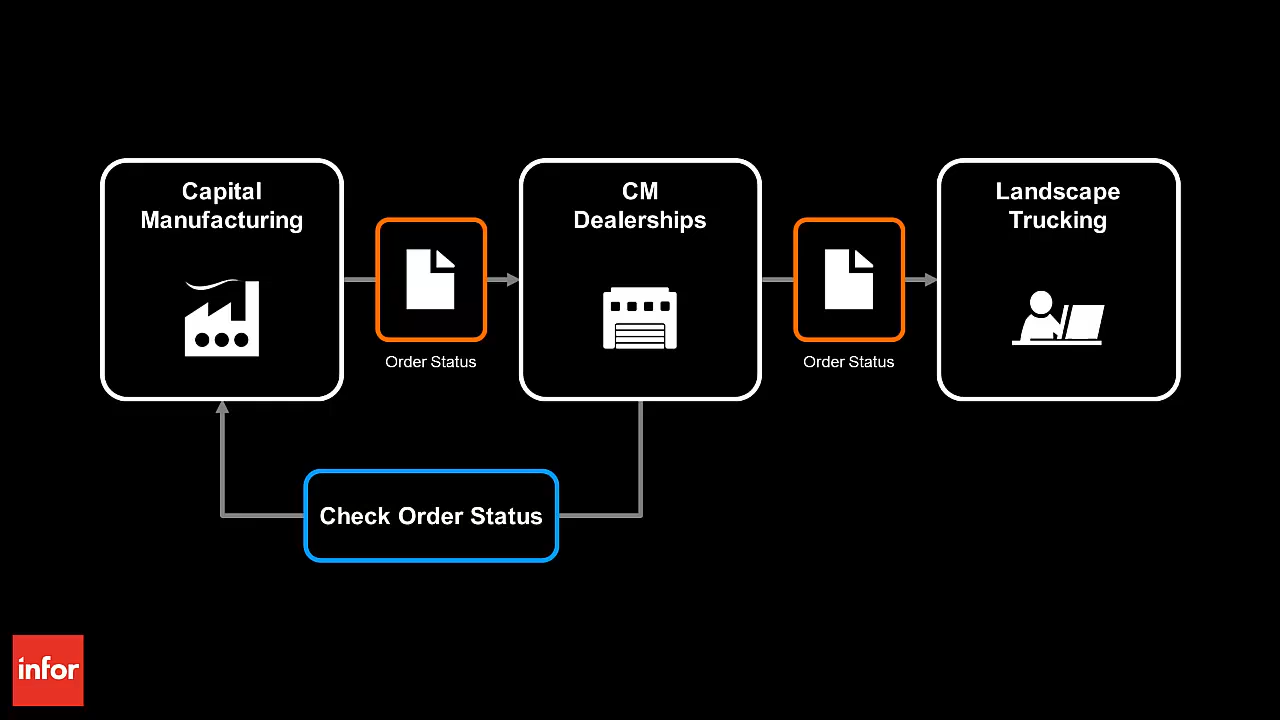 Capital
Manufacturing
CM
Dealerships
Landscape
Trucking
Order Status
Order Status
Check Order Status
infor